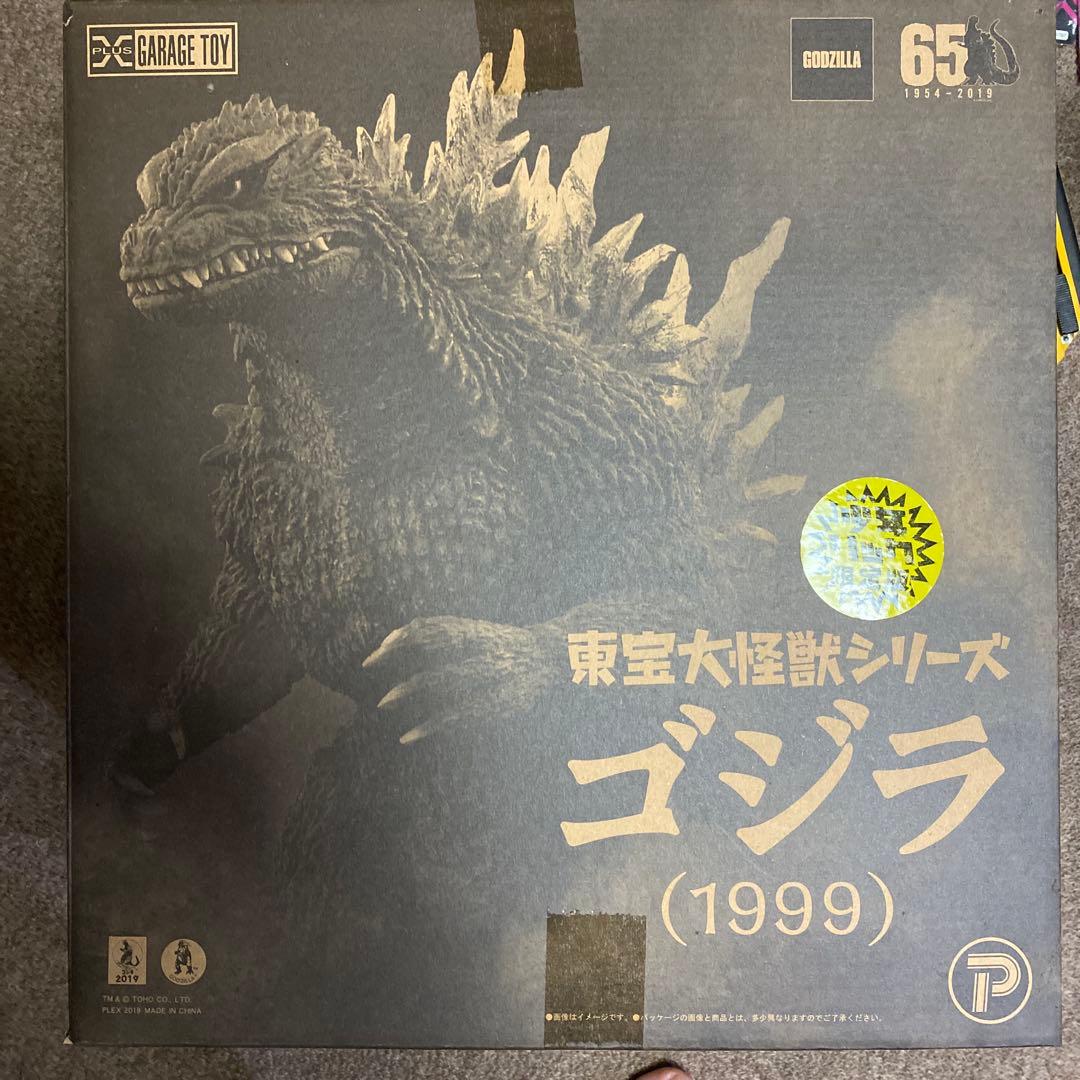 X PLUS GARAGE TOY
GODZILLA
65
1954-2019
東宝大怪獣シリーズ
ゴジラ
(1999)
2019
GODZILLA
TM & © TOHO CO., LTD.
PLEX 2019 MADE IN CHINA
●画像はイメージです。●パッケージの画像と商品とは、多少異なりますのでご了承ください。
P